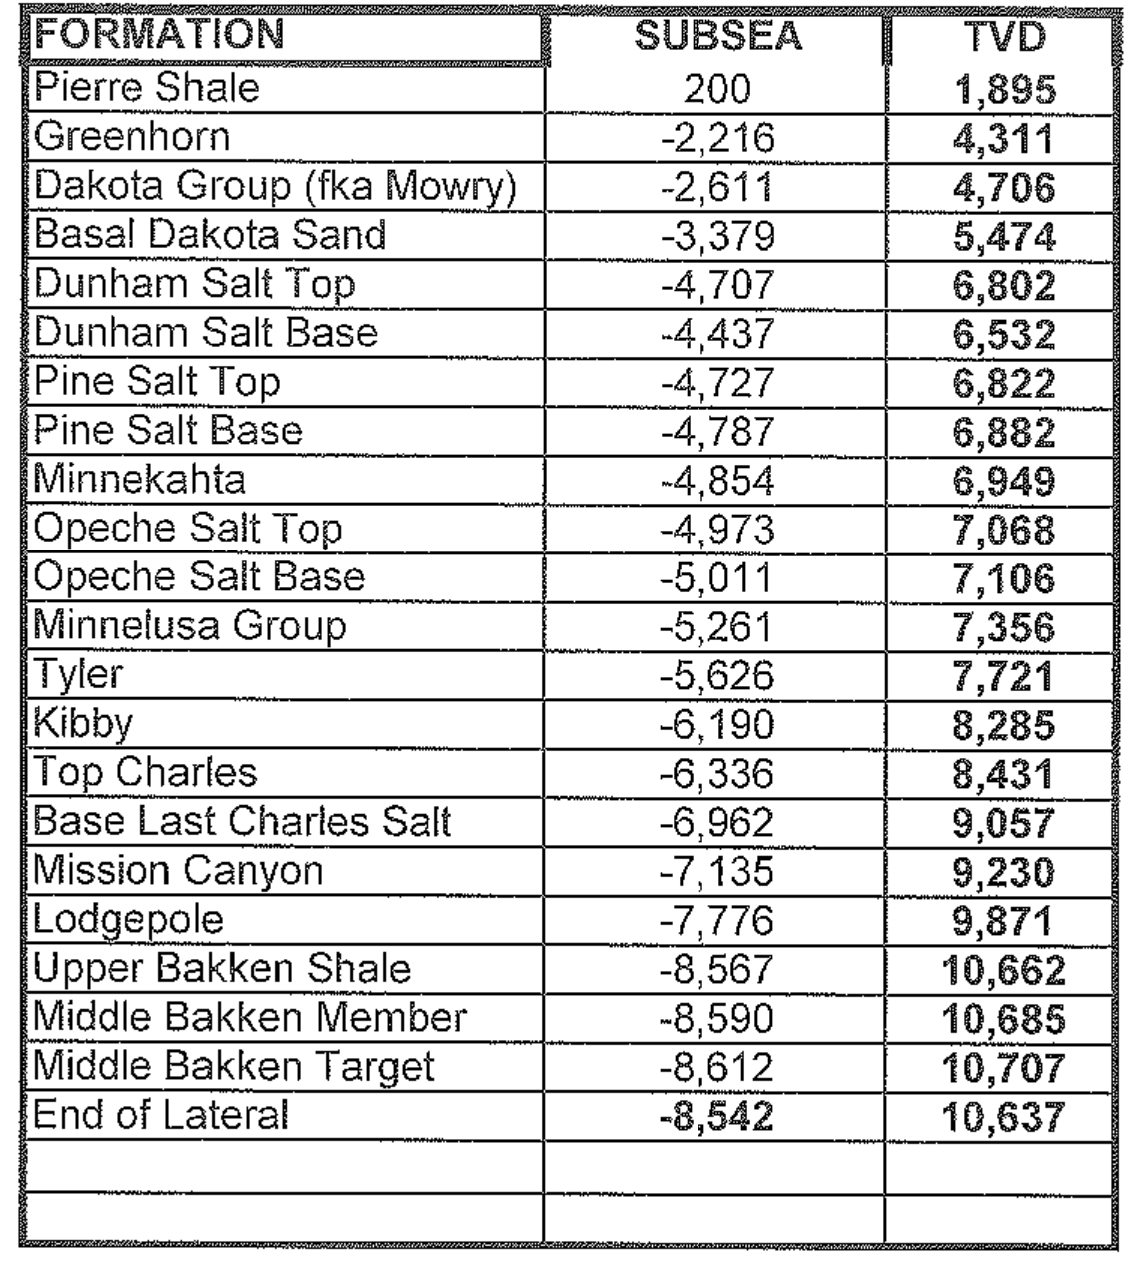 FORMATION SUBSEA TVD
Pierre Shale 200 1,895
Greenhorn -2,216 4,311
Dakota Group (fka Mowry) -2,611 4,706
Basal Dakota Sand -3,379 5,474
Dunham Salt Top -4,707 6,802
Dunham Salt Base -4,437 6,532
Pine Salt Top -4,727 6,822
Pine Salt Base -4,787 6,882
Minnekahta -4,854 6,949
Opeche Salt Top -4,973 7,068
Opeche Salt Base -5,011 7,106
Minnelusa Group -5,261 7,356
Tyler -5,626 7,721
Kibby -6,190 8,285
Top Charles -6,336 8,431
Base Last Charles Salt -6,962 9,057
Mission Canyon -7,135 9,230
Lodgepole -7,776 9,871
Upper Bakken Shale -8,567 10,662
Middle Bakken Member -8,590 10,685
Middle Bakken Target -8,612 10,707
End of Lateral -8,542 10,637